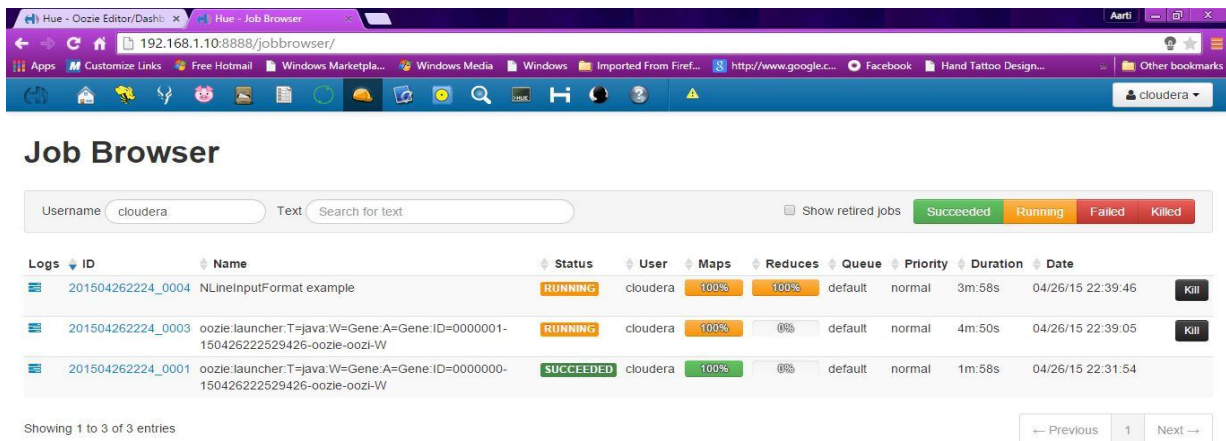 Hue - Oozie Editor/Dashb
Hue - Job Browser
Aarti
192.168.1.10:8888/jobbrowser/
Apps Customize Links Free Hotmail Windows Marketpla... Windows Media Windows Imported From Firef... http://www.google.c... Facebook Hand Tattoo Design... » Other bookmarks
HUE
cloudera
Job Browser
Username cloudera Text Search for text Show retired jobs Succeeded Running Failed Killed
Logs ID Name Status User Maps Reduces Queue Priority Duration Date
201504262224_0004 NLineInputFormat example RUNNING cloudera 100% 100% default normal 3m:58s 04/26/15 22:39:46 Kill
201504262224_0003 oozie:launcher:T=java:W=Gene:A=Gene:ID=0000001- RUNNING cloudera 100% 0% default normal 4m:50s 04/26/15 22:39:05 Kill
150426222529426-oozie-oozi-W
201504262224_0001 oozie:launcher:T=java:W=Gene:A=Gene:ID=0000000- SUCCEEDED cloudera 100% 0% default normal 1m:58s 04/26/15 22:31:54
150426222529426-oozie-oozi-W
Showing 1 to 3 of 3 entries
← Previous 1 Next →